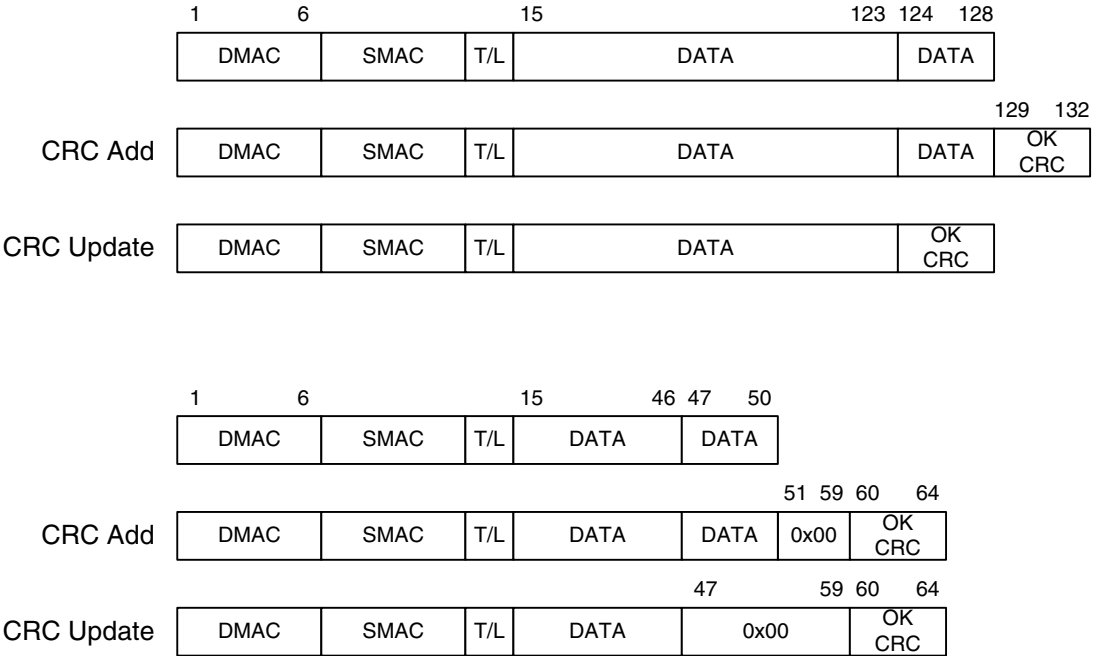 1 6 15 123 124 128
DMAC SMAC T/L DATA DATA
129 132
CRC Add DMAC SMAC T/L DATA DATA OK CRC
CRC Update DMAC SMAC T/L DATA OK CRC
1 6 15 46 47 50
DMAC SMAC T/L DATA DATA
51 59 60 64
CRC Add DMAC SMAC T/L DATA DATA 0x00 OK CRC
47 59 60 64
CRC Update DMAC SMAC T/L DATA 0x00 OK CRC